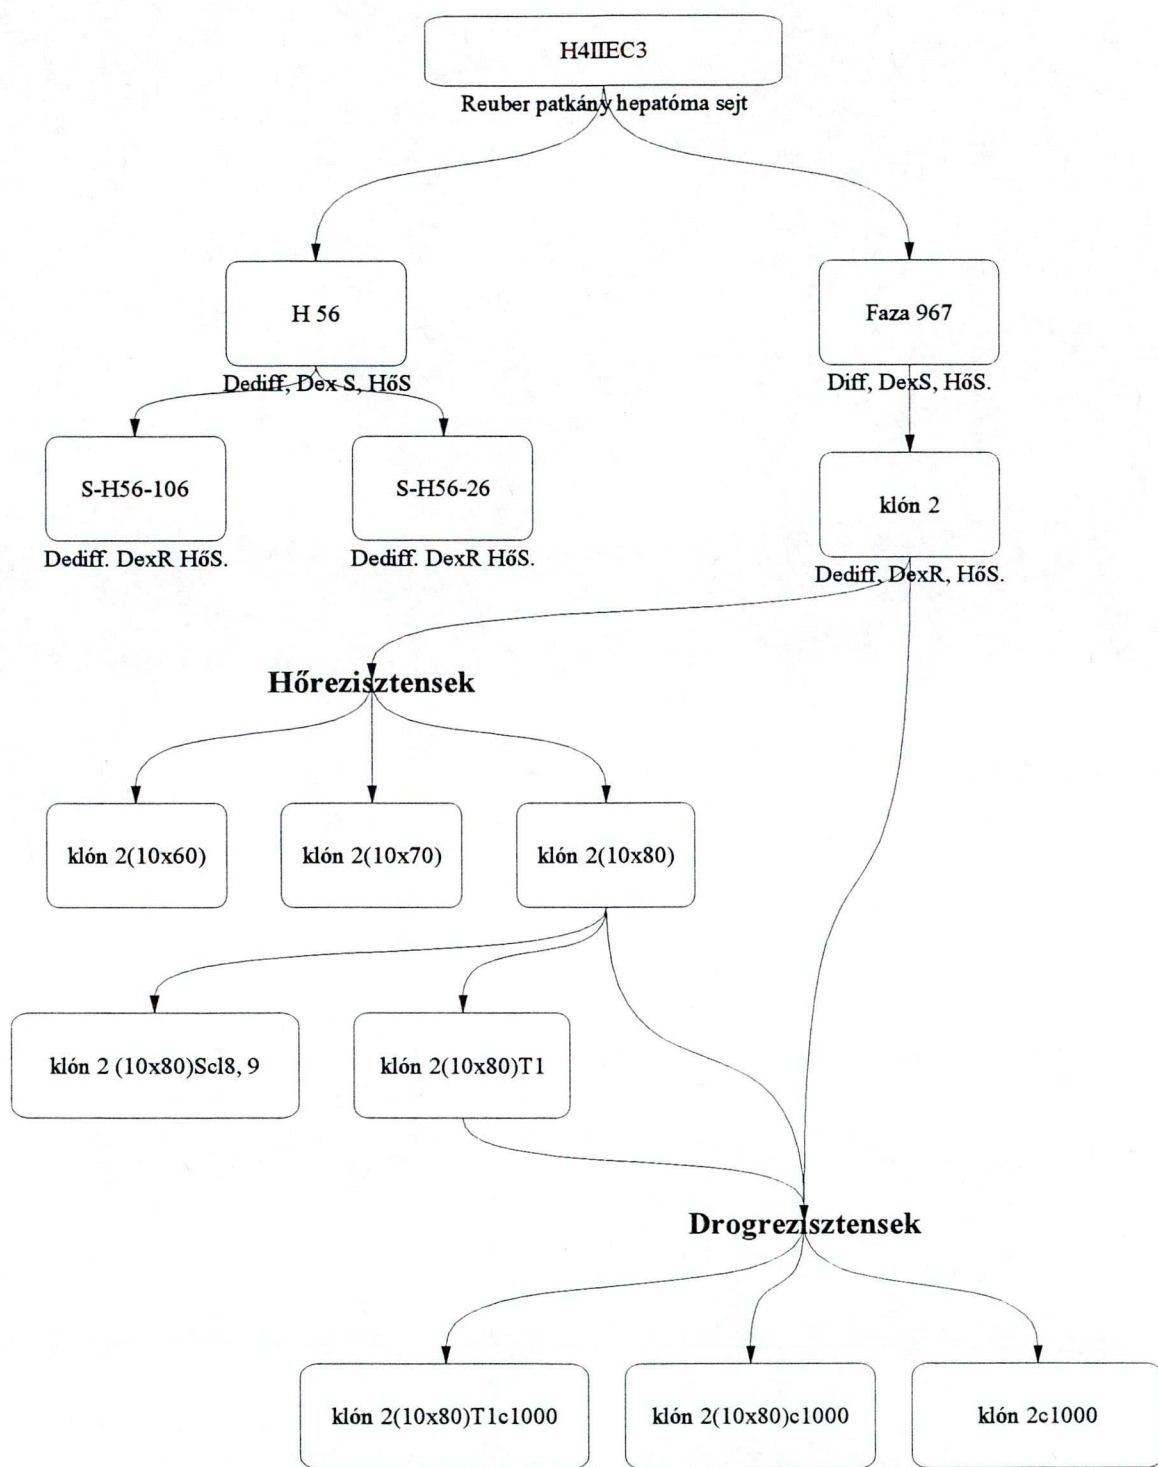 H4IIEC3
Reuber patkány hepatóma sejt
H 56
Faza 967
Dediff, Dex S, HőS
Diff, DexS, HőS.
S-H56-106
S-H56-26
klón 2
Dediff. DexR HőS.
Dediff. DexR HőS.
Dediff, DexR, HőS.
Hőrezisztensek
klón 2(10x60)
klón 2(10x70)
klón 2(10x80)
klón 2 (10x80)Scl8, 9
klón 2(10x80)T1
Drogrezisztensek
klón 2(10x80)T1c1000
klón 2(10x80)c1000
klón 2c1000